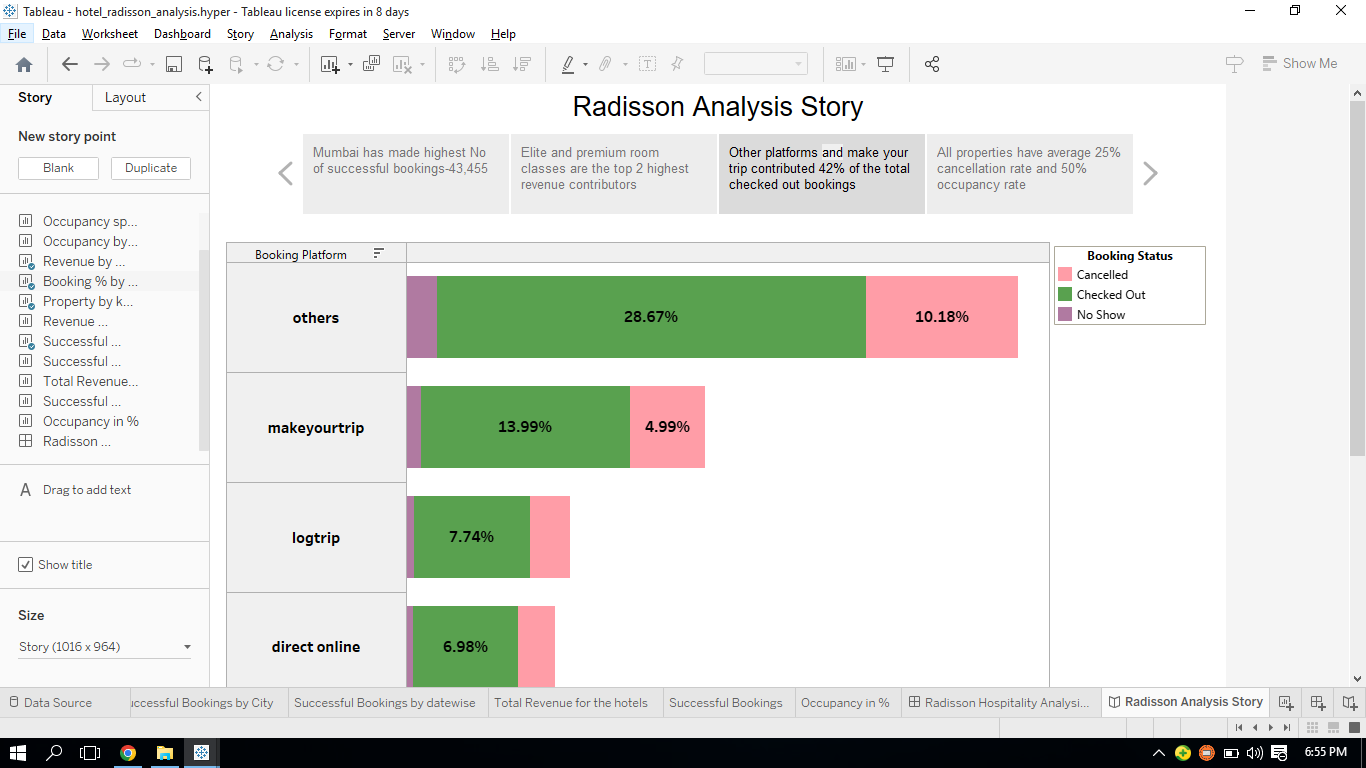 Tableau - hotel_radisson_analysis.hyper - Tableau license expires in 8 days
File Data Worksheet Dashboard Story Analysis Format Server Window Help
Show Me
Story Layout
New story point
Blank Duplicate
Occupancy sp...
Occupancy by...
Revenue by ...
Booking % by ...
Property by k...
Revenue ...
Successful ...
Successful ...
Total Revenue...
Successful ...
Occupancy in %
Radisson ...
A Drag to add text
Show title
Size
Story (1016 x 964)
Radisson Analysis Story
Mumbai has made highest No
of successful bookings-43,455
Elite and premium room
classes are the top 2 highest
revenue contributors
Other platforms and make your
trip contributed 42% of the total
checked out bookings
All properties have average 25%
cancellation rate and 50%
occupancy rate
Booking Platform
others 28.67% 10.18%
makeyourtrip 13.99% 4.99%
logtrip 7.74%
direct online 6.98%
Booking Status
Cancelled
Checked Out
No Show
Data Source uccessful Bookings by City Successful Bookings by datewise Total Revenue for the hotels Successful Bookings Occupancy in % Radisson Hospitality Analysi... Radisson Analysis Story
6:55 PM